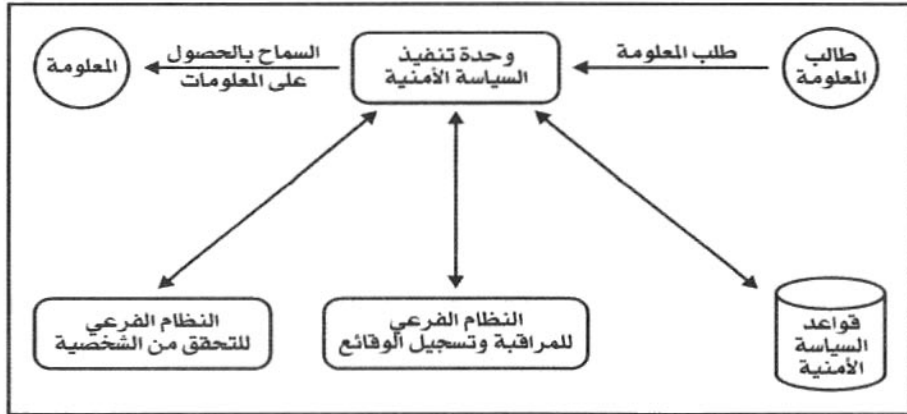 طالب
المعلومة
طلب المعلومة
وحدة تنفيذ
السياسة الأمنية
السماح بالحصول
على المعلومات
المعلومة
قواعد
السياسة
الأمنية
النظام الفرعي
للمراقبة وتسجيل الوقائع
النظام الفرعي
للتحقق من الشخصية